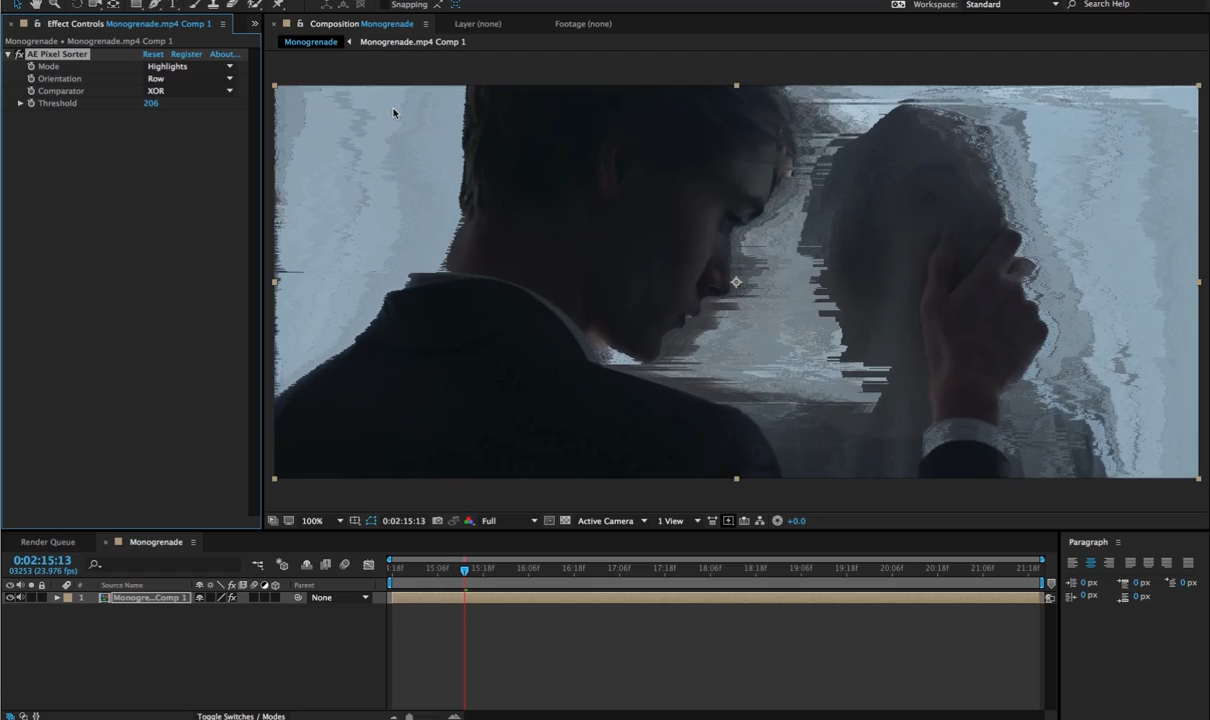 Snapping
Workspace: Standard
Search Help
Effect Controls Monogrenade.mp4 Comp 1
Composition Monogrenade
Layer (none)
Footage (none)
Monogrenade • Monogrenade.mp4 Comp 1
Monogrenade
Monogrenade.mp4 Comp 1
fx AE Pixel Sorter Reset Register About...
Mode Highlights
Orientation Row
Comparator XOR
Threshold 206
100%
0:02:15:13
Full
Active Camera
1 View
+0.0
Render Queue
Monogrenade
Paragraph
0:02:15:13
03253 (23.976 fps)
1:18f 15:06f 15:18f 16:06f 16:18f 17:06f 17:18f 18:06f 18:18f 19:06f 19:18f 20:06f 20:18f 21:06f 21:18f
# Source Name fx Parent
1 Monogre...Comp 1 fx None
0 px 0 px 0 px
0 px 0 px
Toggle Switches / Modes